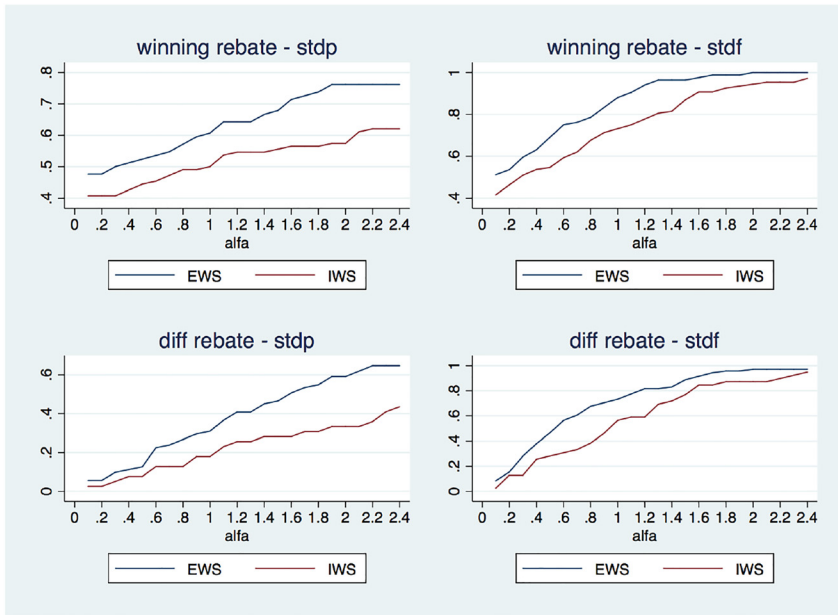 winning rebate - stdp
.8
.7
.6
.5
.4
0 .2 .4 .6 .8 1 1.2 1.4 1.6 1.8 2 2.2 2.4
alfa
EWS IWS
winning rebate - stdf
1
.8
.6
.4
0 .2 .4 .6 .8 1 1.2 1.4 1.6 1.8 2 2.2 2.4
alfa
EWS IWS
diff rebate - stdp
.6
.4
.2
0
0 .2 .4 .6 .8 1 1.2 1.4 1.6 1.8 2 2.2 2.4
alfa
EWS IWS
diff rebate - stdf
1
.8
.6
.4
.2
0
0 .2 .4 .6 .8 1 1.2 1.4 1.6 1.8 2 2.2 2.4
alfa
EWS IWS